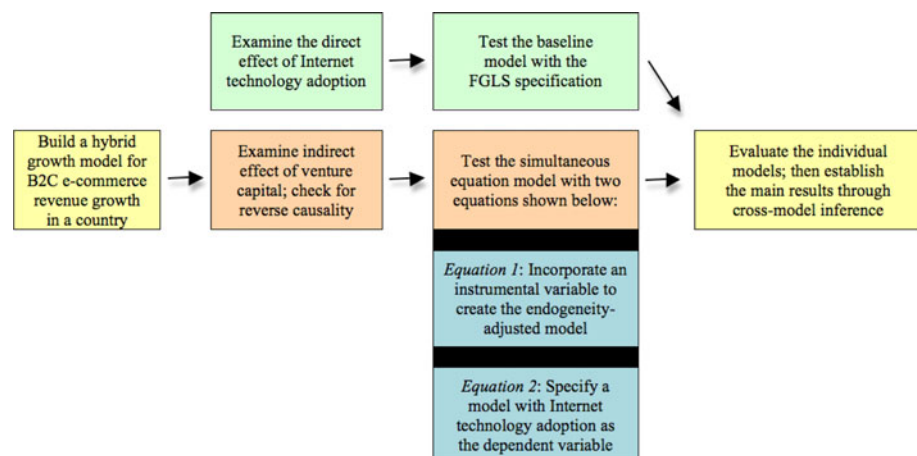 Examine the direct
effect of Internet
technology adoption
Test the baseline
model with the
FGLS specification
Build a hybrid
growth model for
B2C e-commerce
revenue growth
in a country
Examine indirect
effect of venture
capital; check for
reverse causality
Test the simultaneous
equation model with two
equations shown below:
Evaluate the individual
models; then establish
the main results through
cross-model inference
Equation 1: Incorporate an
instrumental variable to
create the endogeneity-
adjusted model
Equation 2: Specify a
model with Internet
technology adoption as
the dependent variable